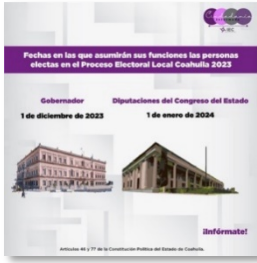 Ciudadanía
IEC
Fechas en las que asumirán sus funciones las personas
electas en el Proceso Electoral Local Coahuila 2023
Gobernador
1 de diciembre de 2023
Diputaciones del Congreso del Estado
1 de enero de 2024
¡Infórmate!
Artículos 46 y 77 de la Constitución Política del Estado de Coahuila.